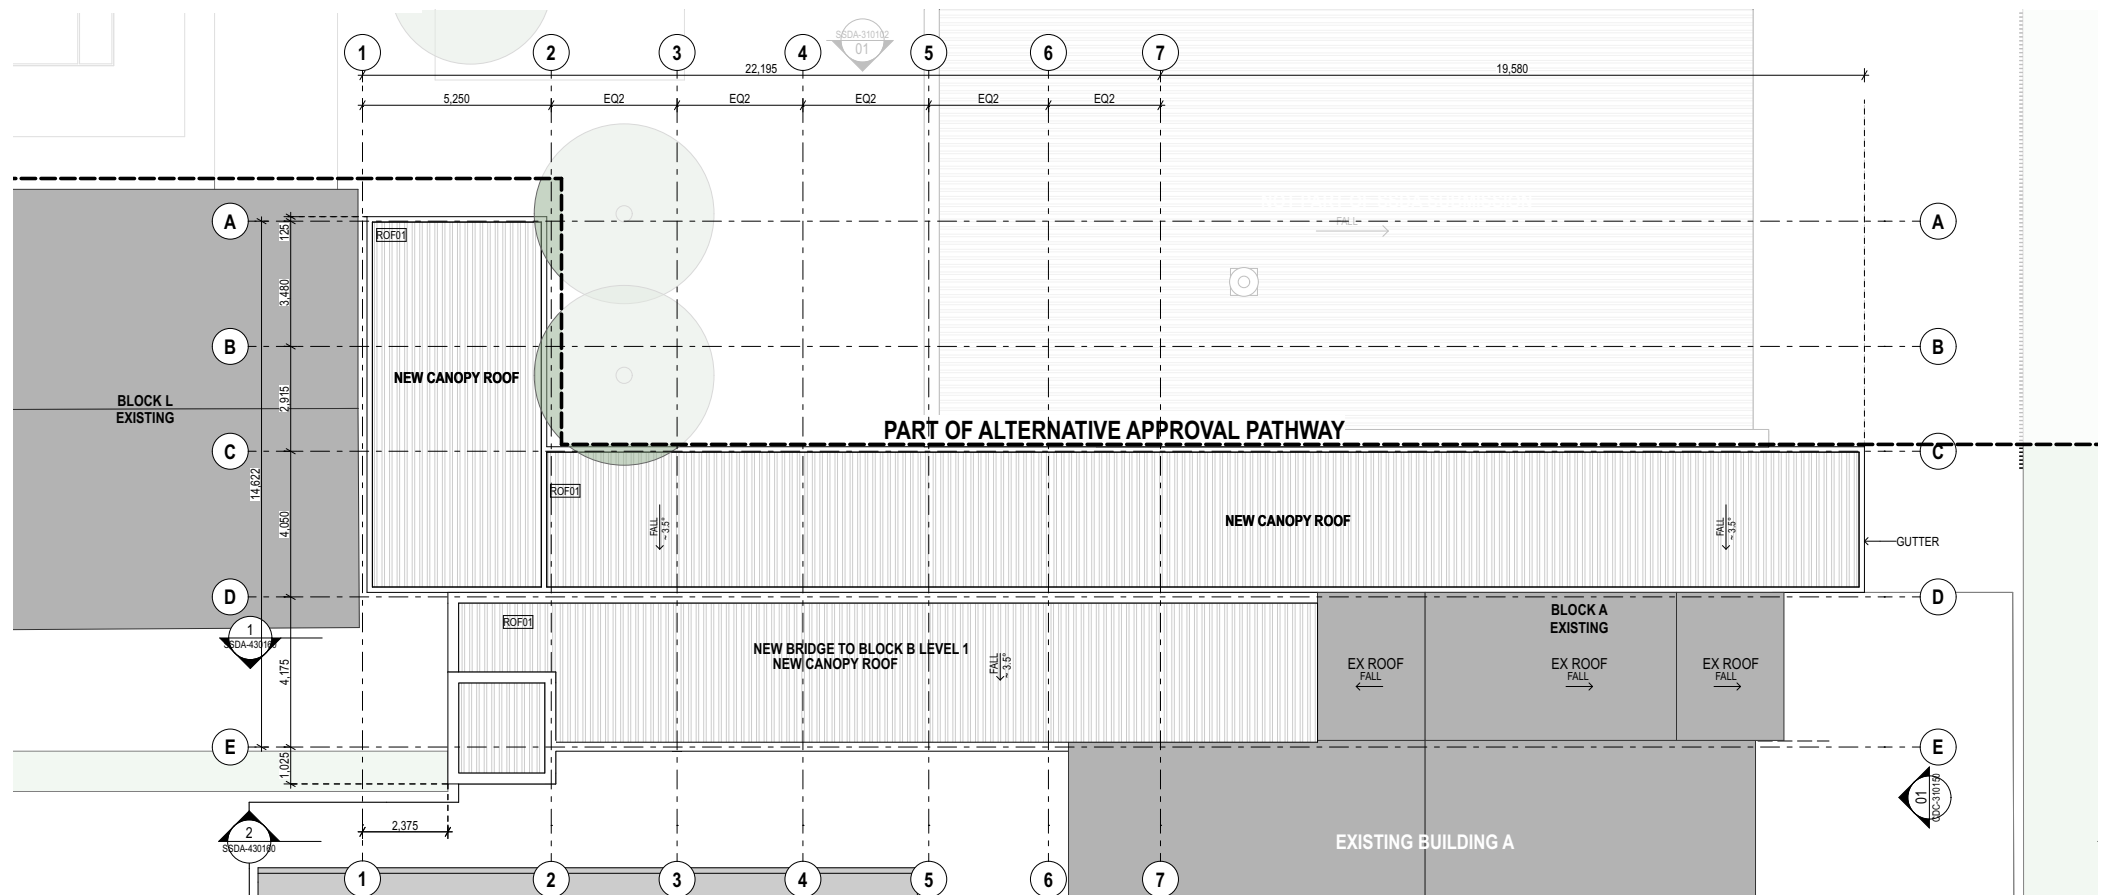 SSDA-310102
01
1
2
3
4
5
6
7
22,195
19,580
5,250
EQ2
EQ2
EQ2
EQ2
EQ2
A
A
125
ROF01
FALL
3,480
B
B
NEW CANOPY ROOF
2,915
BLOCK L
EXISTING
PART OF ALTERNATIVE APPROVAL PATHWAY
C
C
14,622
ROF01
4,050
FALL
~ 3.5°
NEW CANOPY ROOF
FALL
~ 3.5°
GUTTER
D
D
BLOCK A
EXISTING
ROF01
1
SSDA-430160
NEW BRIDGE TO BLOCK B LEVEL 1
NEW CANOPY ROOF
FALL
~ 3.5°
4,175
EX ROOF
FALL
EX ROOF
FALL
EX ROOF
FALL
E
E
1,025
01
CDC-310150
2,375
2
SSDA-430160
EXISTING BUILDING A
1
2
3
4
5
6
7